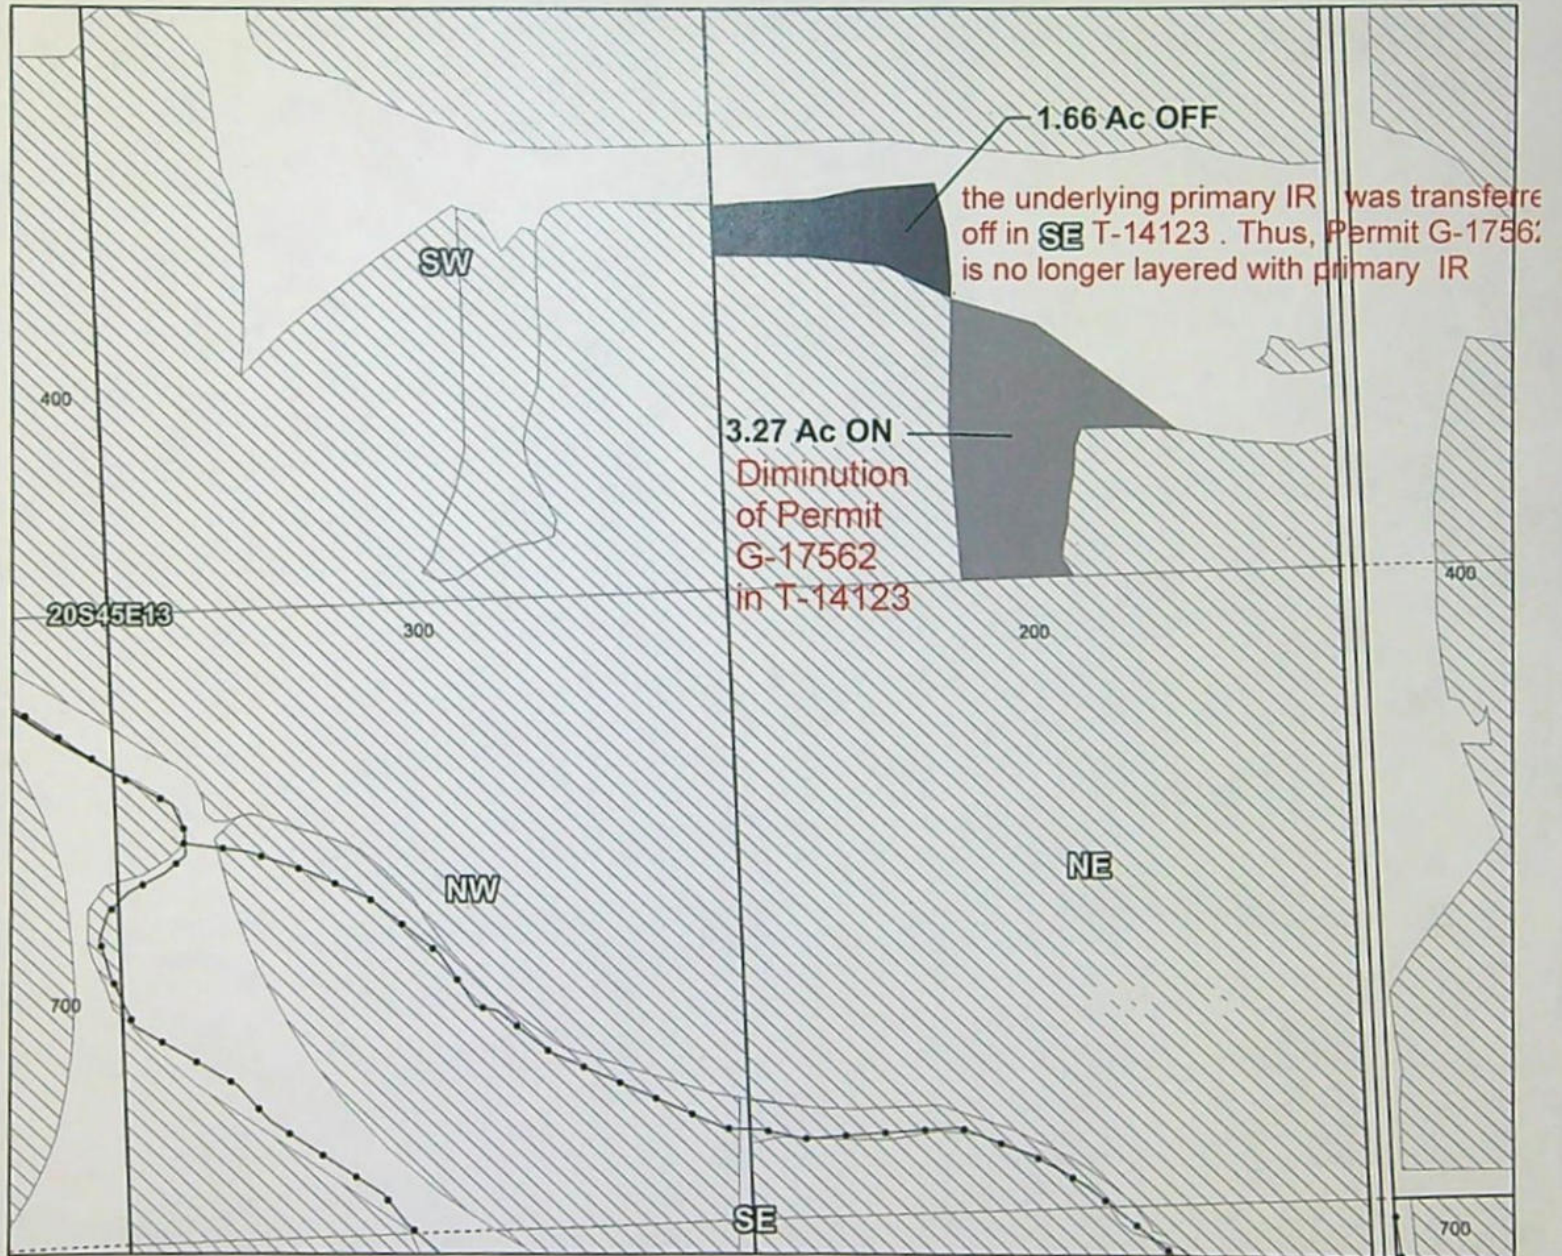 1.66 Ac OFF
the underlying primary IR was transferre
off in SE T-14123 . Thus, Permit G-1756
is no longer layered with primary IR
SW
400
3.27 Ac ON
Diminution
of Permit
G-17562
in T-14123
400
20S45E13
300
200
NE
NW
700
SE
700